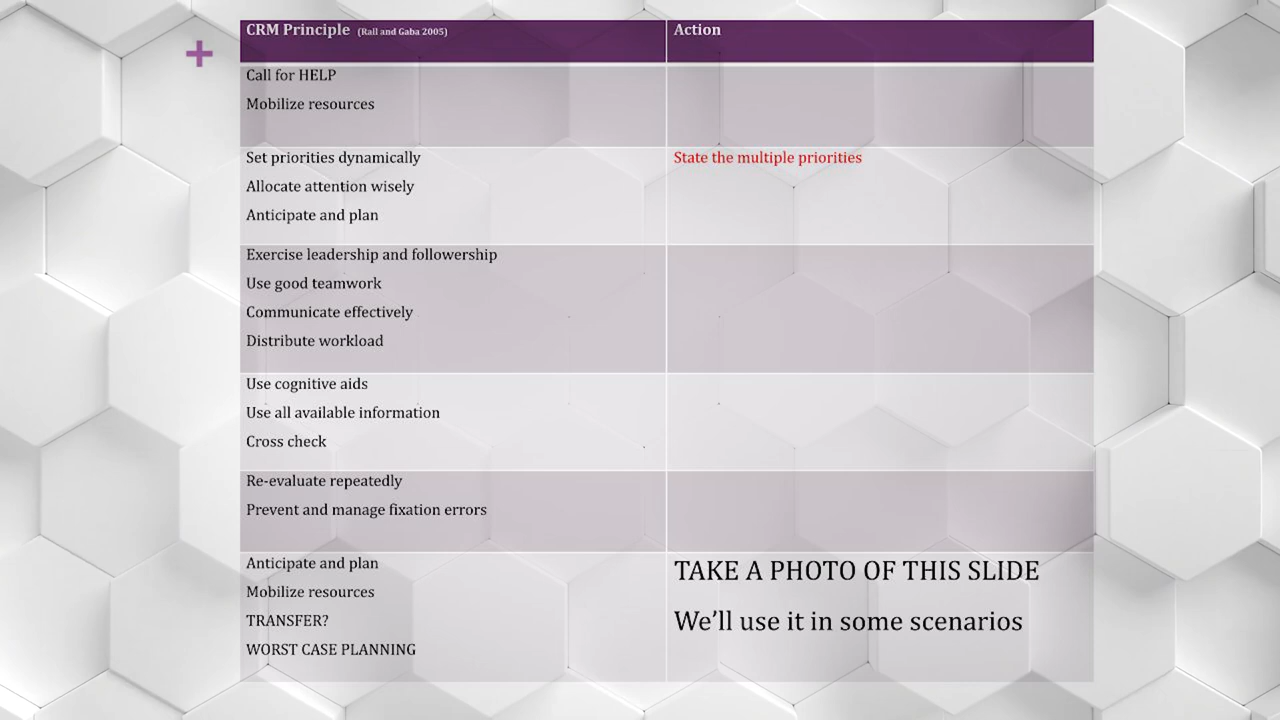 CRM Principle (Rall and Gaba 2005)
Action
Call for HELP
Mobilize resources
Set priorities dynamically
Allocate attention wisely
Anticipate and plan
State the multiple priorities
Exercise leadership and followership
Use good teamwork
Communicate effectively
Distribute workload
Use cognitive aids
Use all available information
Cross check
Re-evaluate repeatedly
Prevent and manage fixation errors
Anticipate and plan
Mobilize resources
TRANSFER?
WORST CASE PLANNING
TAKE A PHOTO OF THIS SLIDE
We’ll use it in some scenarios